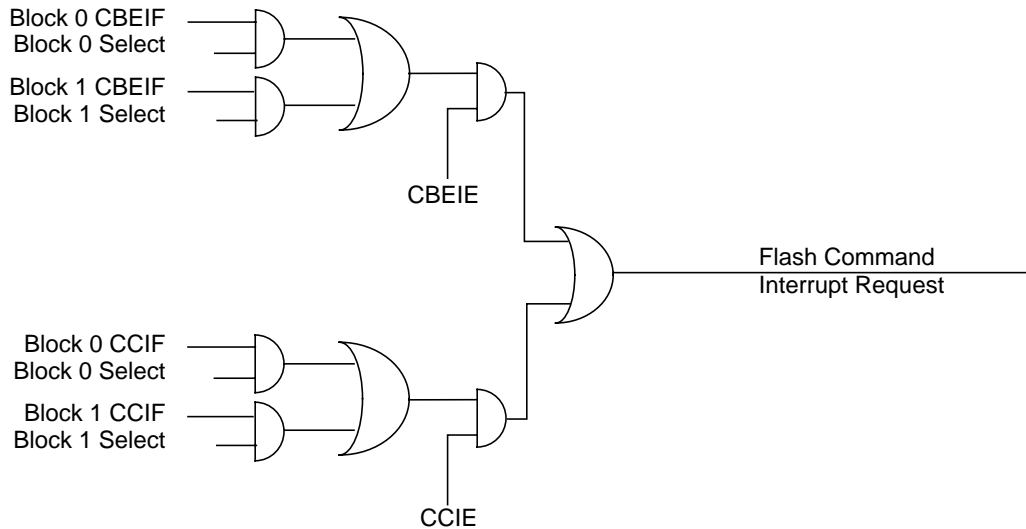 Block 0 CBEIF
Block 0 Select
Block 1 CBEIF
Block 1 Select
CBEIE
Flash Command
Interrupt Request
Block 0 CCIF
Block 0 Select
Block 1 CCIF
Block 1 Select
CCIE